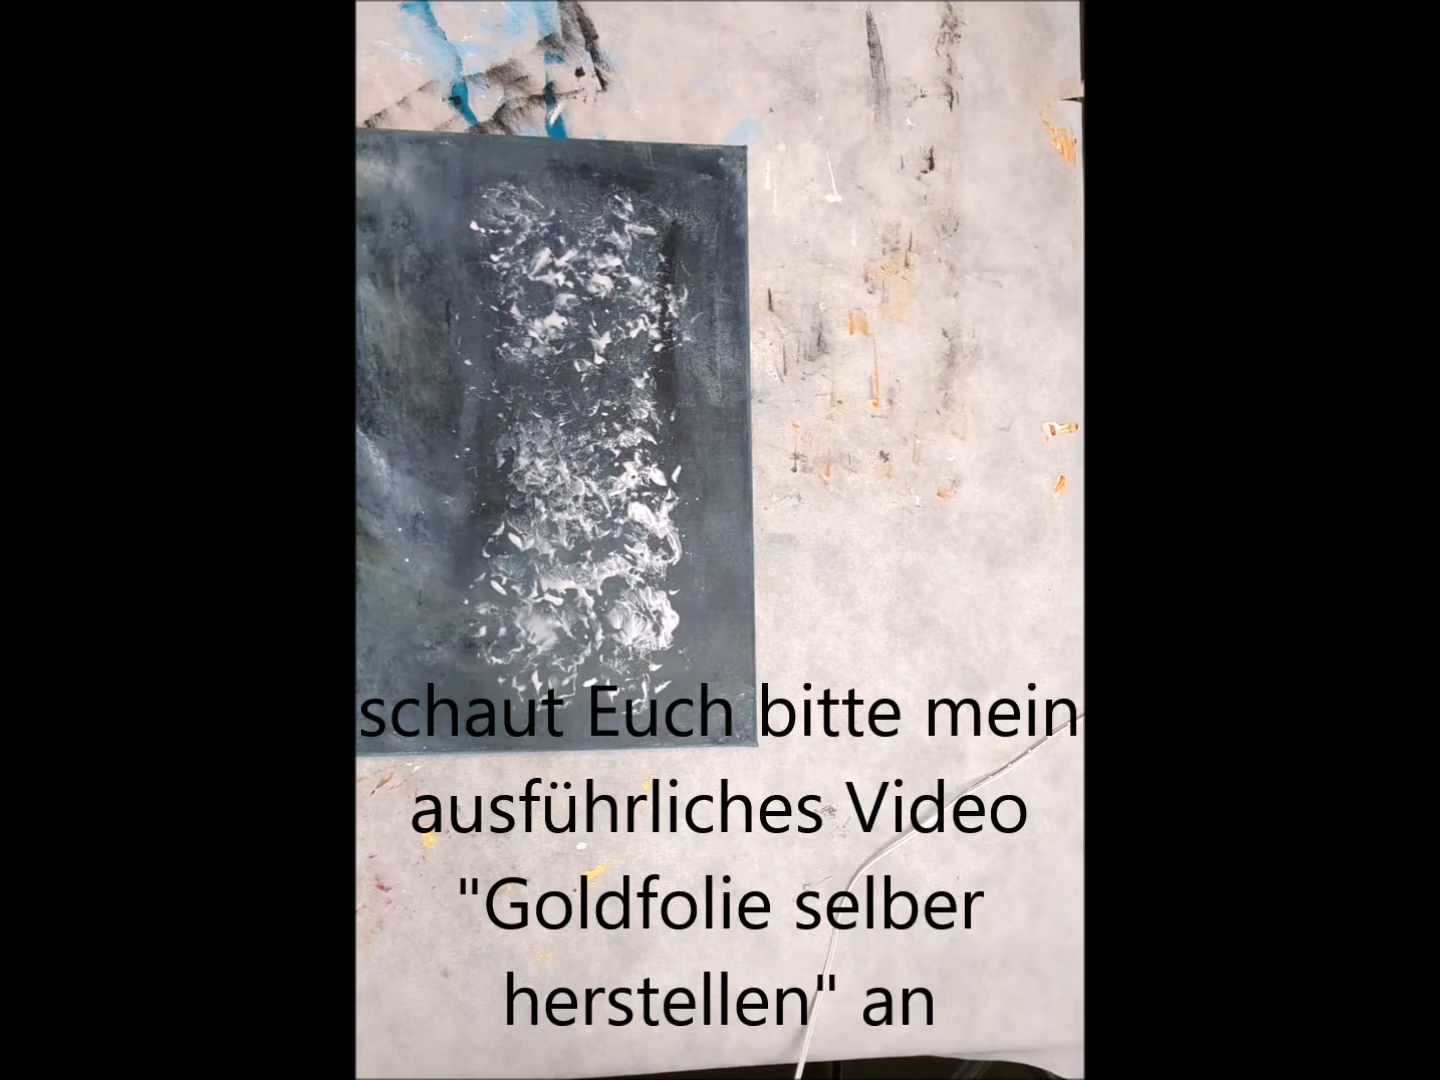 schaut Euch bitte mein
ausführliches Video
"Goldfolie selber
herstellen" an